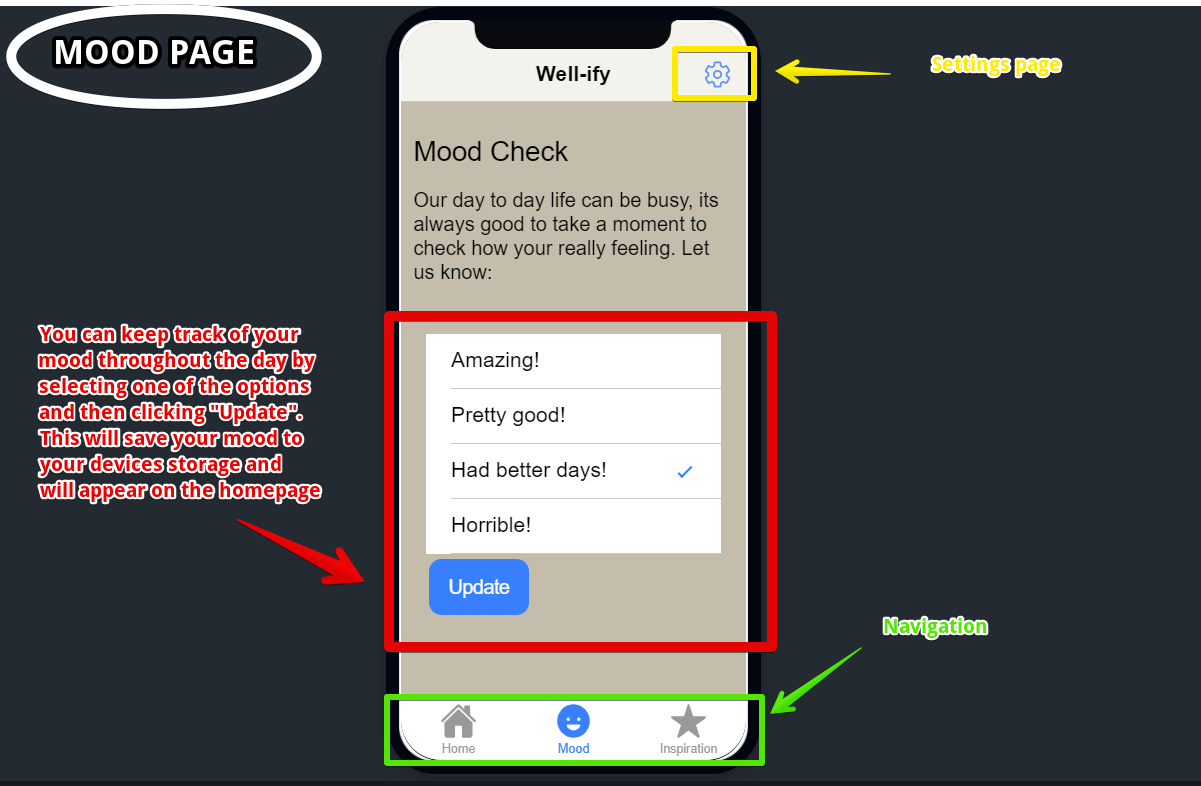 MOOD PAGE
Well-ify
Settings page
Mood Check
Our day to day life can be busy, its
always good to take a moment to
check how your really feeling. Let
us know:
You can keep track of your
mood throughout the day by
selecting one of the options
and then clicking "Update".
This will save your mood to
your devices storage and
will appear on the homepage
Amazing!
Pretty good!
Had better days!
Horrible!
Update
Navigation
Home
Mood
Inspiration